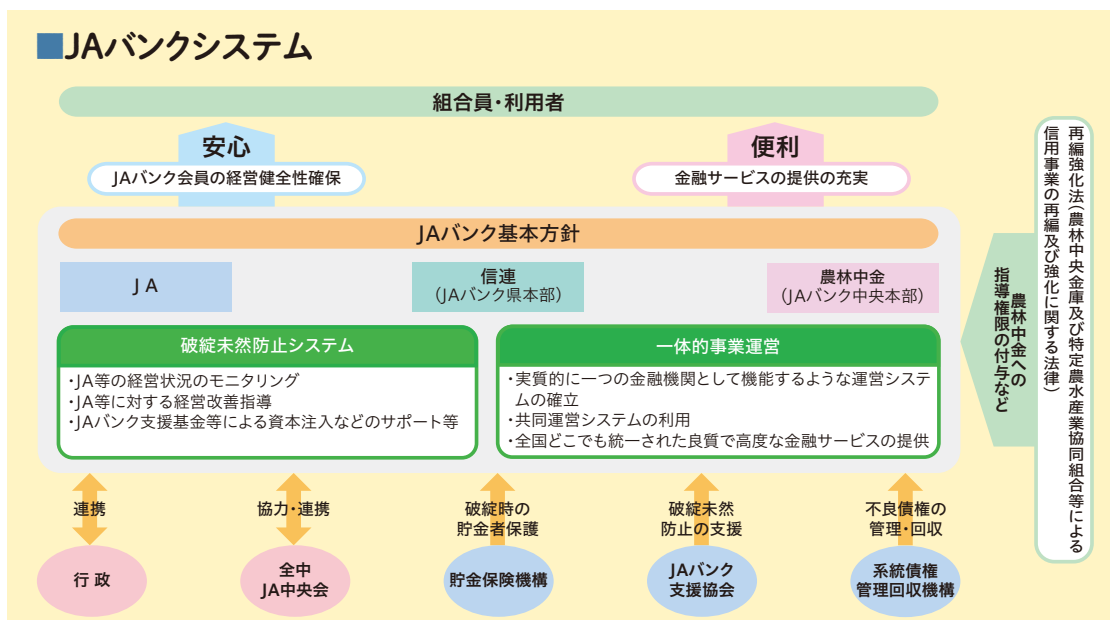 ■JAバンクシステム
組合員・利用者
安心
JAバンク会員の経営健全性確保
便利
金融サービスの提供の充実
JAバンク基本方針
JA
信連
（JAバンク県本部）
農林中金
（JAバンク中央本部）
破綻未然防止システム
・JA等の経営状況のモニタリング
・JA等に対する経営改善指導
・JAバンク支援基金等による資本注入などのサポート等
一体的事業運営
・実質的に一つの金融機関として機能するような運営システ
ムの確立
・共同運営システムの利用
・全国どこでも統一された良質で高度な金融サービスの提供
農林中金への
指導権限の付与など
再編強化法（農林中央金庫及び特定農水産業協同組合等による
信用事業の再編及び強化に関する法律）
連携
協力・連携
破綻時の
貯金者保護
破綻未然
防止の支援
不良債権の
管理・回収
行政
全中
JA中央会
貯金保険機構
JAバンク
支援協会
系統債権
管理回収機構